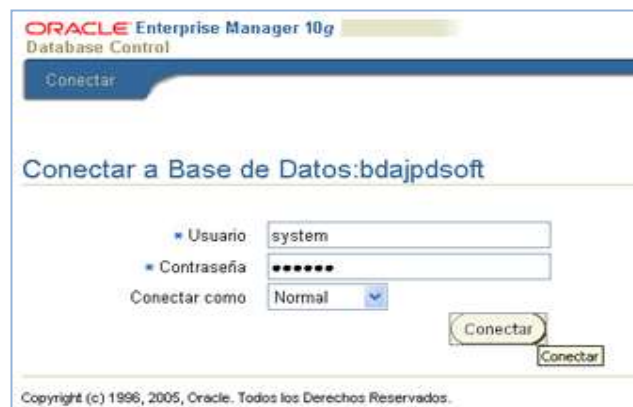 ORACLE Enterprise Manager 10g
Database Control
Conectar
Conectar a Base de Datos:bdajpdsoft
* Usuario system
* Contraseña ••••••
Conectar como Normal
Conectar
Conectar
Copyright (c) 1996, 2005, Oracle. Todos los Derechos Reservados.